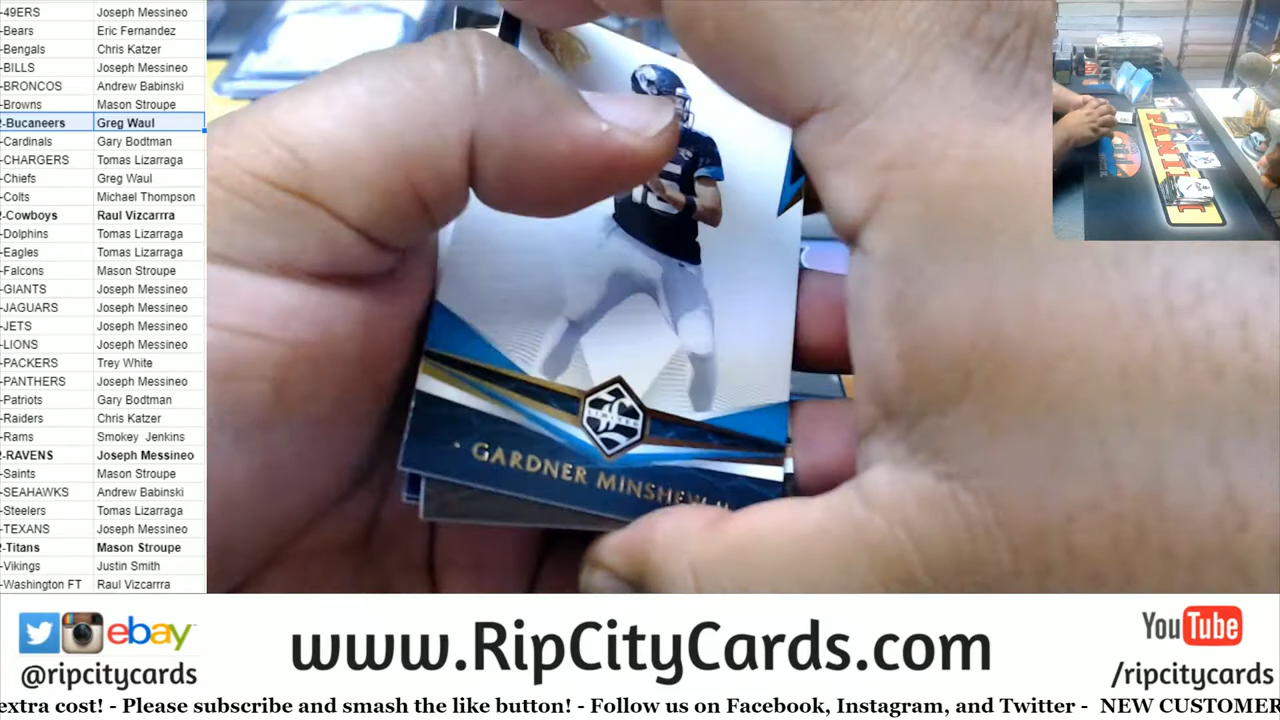 -49ERS Joseph Messineo
-Bears Eric Fernandez
-Bengals Chris Katzer
-BILLS Joseph Messineo
-BRONCOS Andrew Babinski
-Browns Mason Stroupe
-Bucaneers Greg Waul
-Cardinals Gary Bodtman
-CHARGERS Tomas Lizarraga
-Chiefs Greg Waul
-Colts Michael Thompson
-Cowboys Raul Vizcarrra
-Dolphins Tomas Lizarraga
-Eagles Tomas Lizarraga
-Falcons Mason Stroupe
-GIANTS Joseph Messineo
-JAGUARS Joseph Messineo
-JETS Joseph Messineo
-LIONS Joseph Messineo
-PACKERS Trey White
-PANTHERS Joseph Messineo
-Patriots Gary Bodtman
-Raiders Chris Katzer
-Rams Smokey Jenkins
-RAVENS Joseph Messineo
-Saints Mason Stroupe
-SEAHAWKS Andrew Babinski
-Steelers Tomas Lizarraga
-TEXANS Joseph Messineo
-Titans Mason Stroupe
-Vikings Justin Smith
-Washington FT Raul Vizcarrra
15
LIMITED
GARDNER MINSHEW II
PANINI
ebay
@ripcitycards
www.RipCityCards.com
YouTube
/ripcitycards
extra cost! - Please subscribe and smash the like button! - Follow us on Facebook, Instagram, and Twitter - NEW CUSTOMER